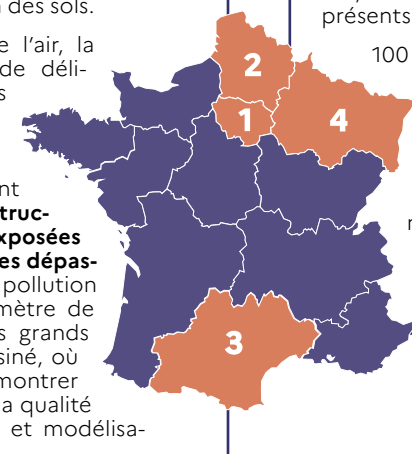 des sols.
présents
e l'air, la
de déli-
100
2
1
4
nt
truc-
xposées
es dépas-
pollution
mètre de
s grands
siné, où
montrer
a qualité
et modélisa-
3